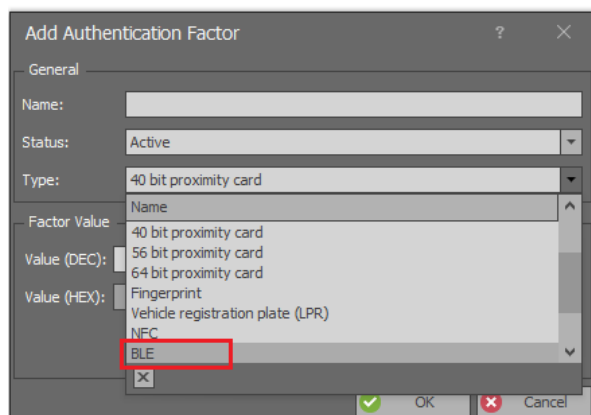 Add Authentication Factor ?
General
Name:
Status: Active
Type: 40 bit proximity card
Name
40 bit proximity card
56 bit proximity card
64 bit proximity card
Fingerprint
Vehicle registration plate (LPR)
NFC
BLE
Factor Value
Value (DEC):
Value (HEX):
OK Cancel